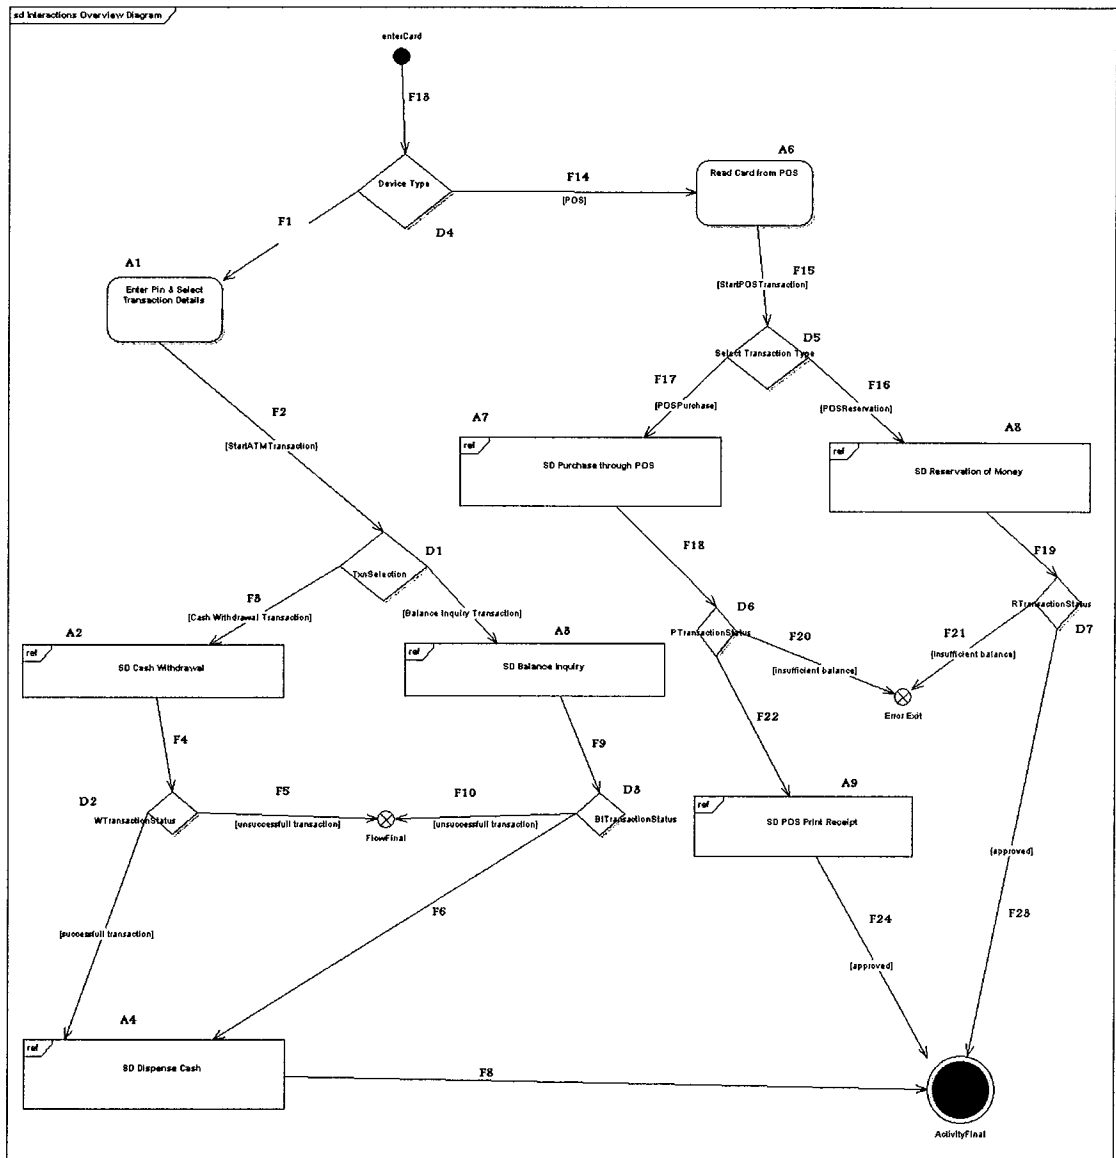 sd Interactions Overview Diagram
enterCard
F13
A6
Read Card from POS
F14
[POS]
Device Type
D4
F1
A1
Enter Pin & Select
Transaction Details
F15
[StartPOSTransaction]
D5
Select Transaction Type
F17
[POSPurchase]
F16
[POSReservation]
F2
[StartATMTransaction]
A7
ref
SD Purchase through POS
A8
ref
SD Reservation of Money
F18
F19
D1
TxnSelection
F3
[Cash Withdrawal Transaction]
[Balance Inquiry Transaction]
D6
PTransactionStatus
RTransactionStatus
D7
F20
[insufficient balance]
F21
[insufficient balance]
A2
ref
SD Cash Withdrawal
A3
ref
SD Balance Inquiry
Error Exit
F22
F4
F9
D2
WTransactionStatus
F5
[unsuccessfull transaction]
FlowFinal
F10
[unsuccessfull transaction]
D3
BITransactionStatus
A9
ref
SD POS Print Receipt
[approved]
F6
F24
F23
[successfull transaction]
[approved]
A4
ref
SD Dispense Cash
F8
ActivityFinal